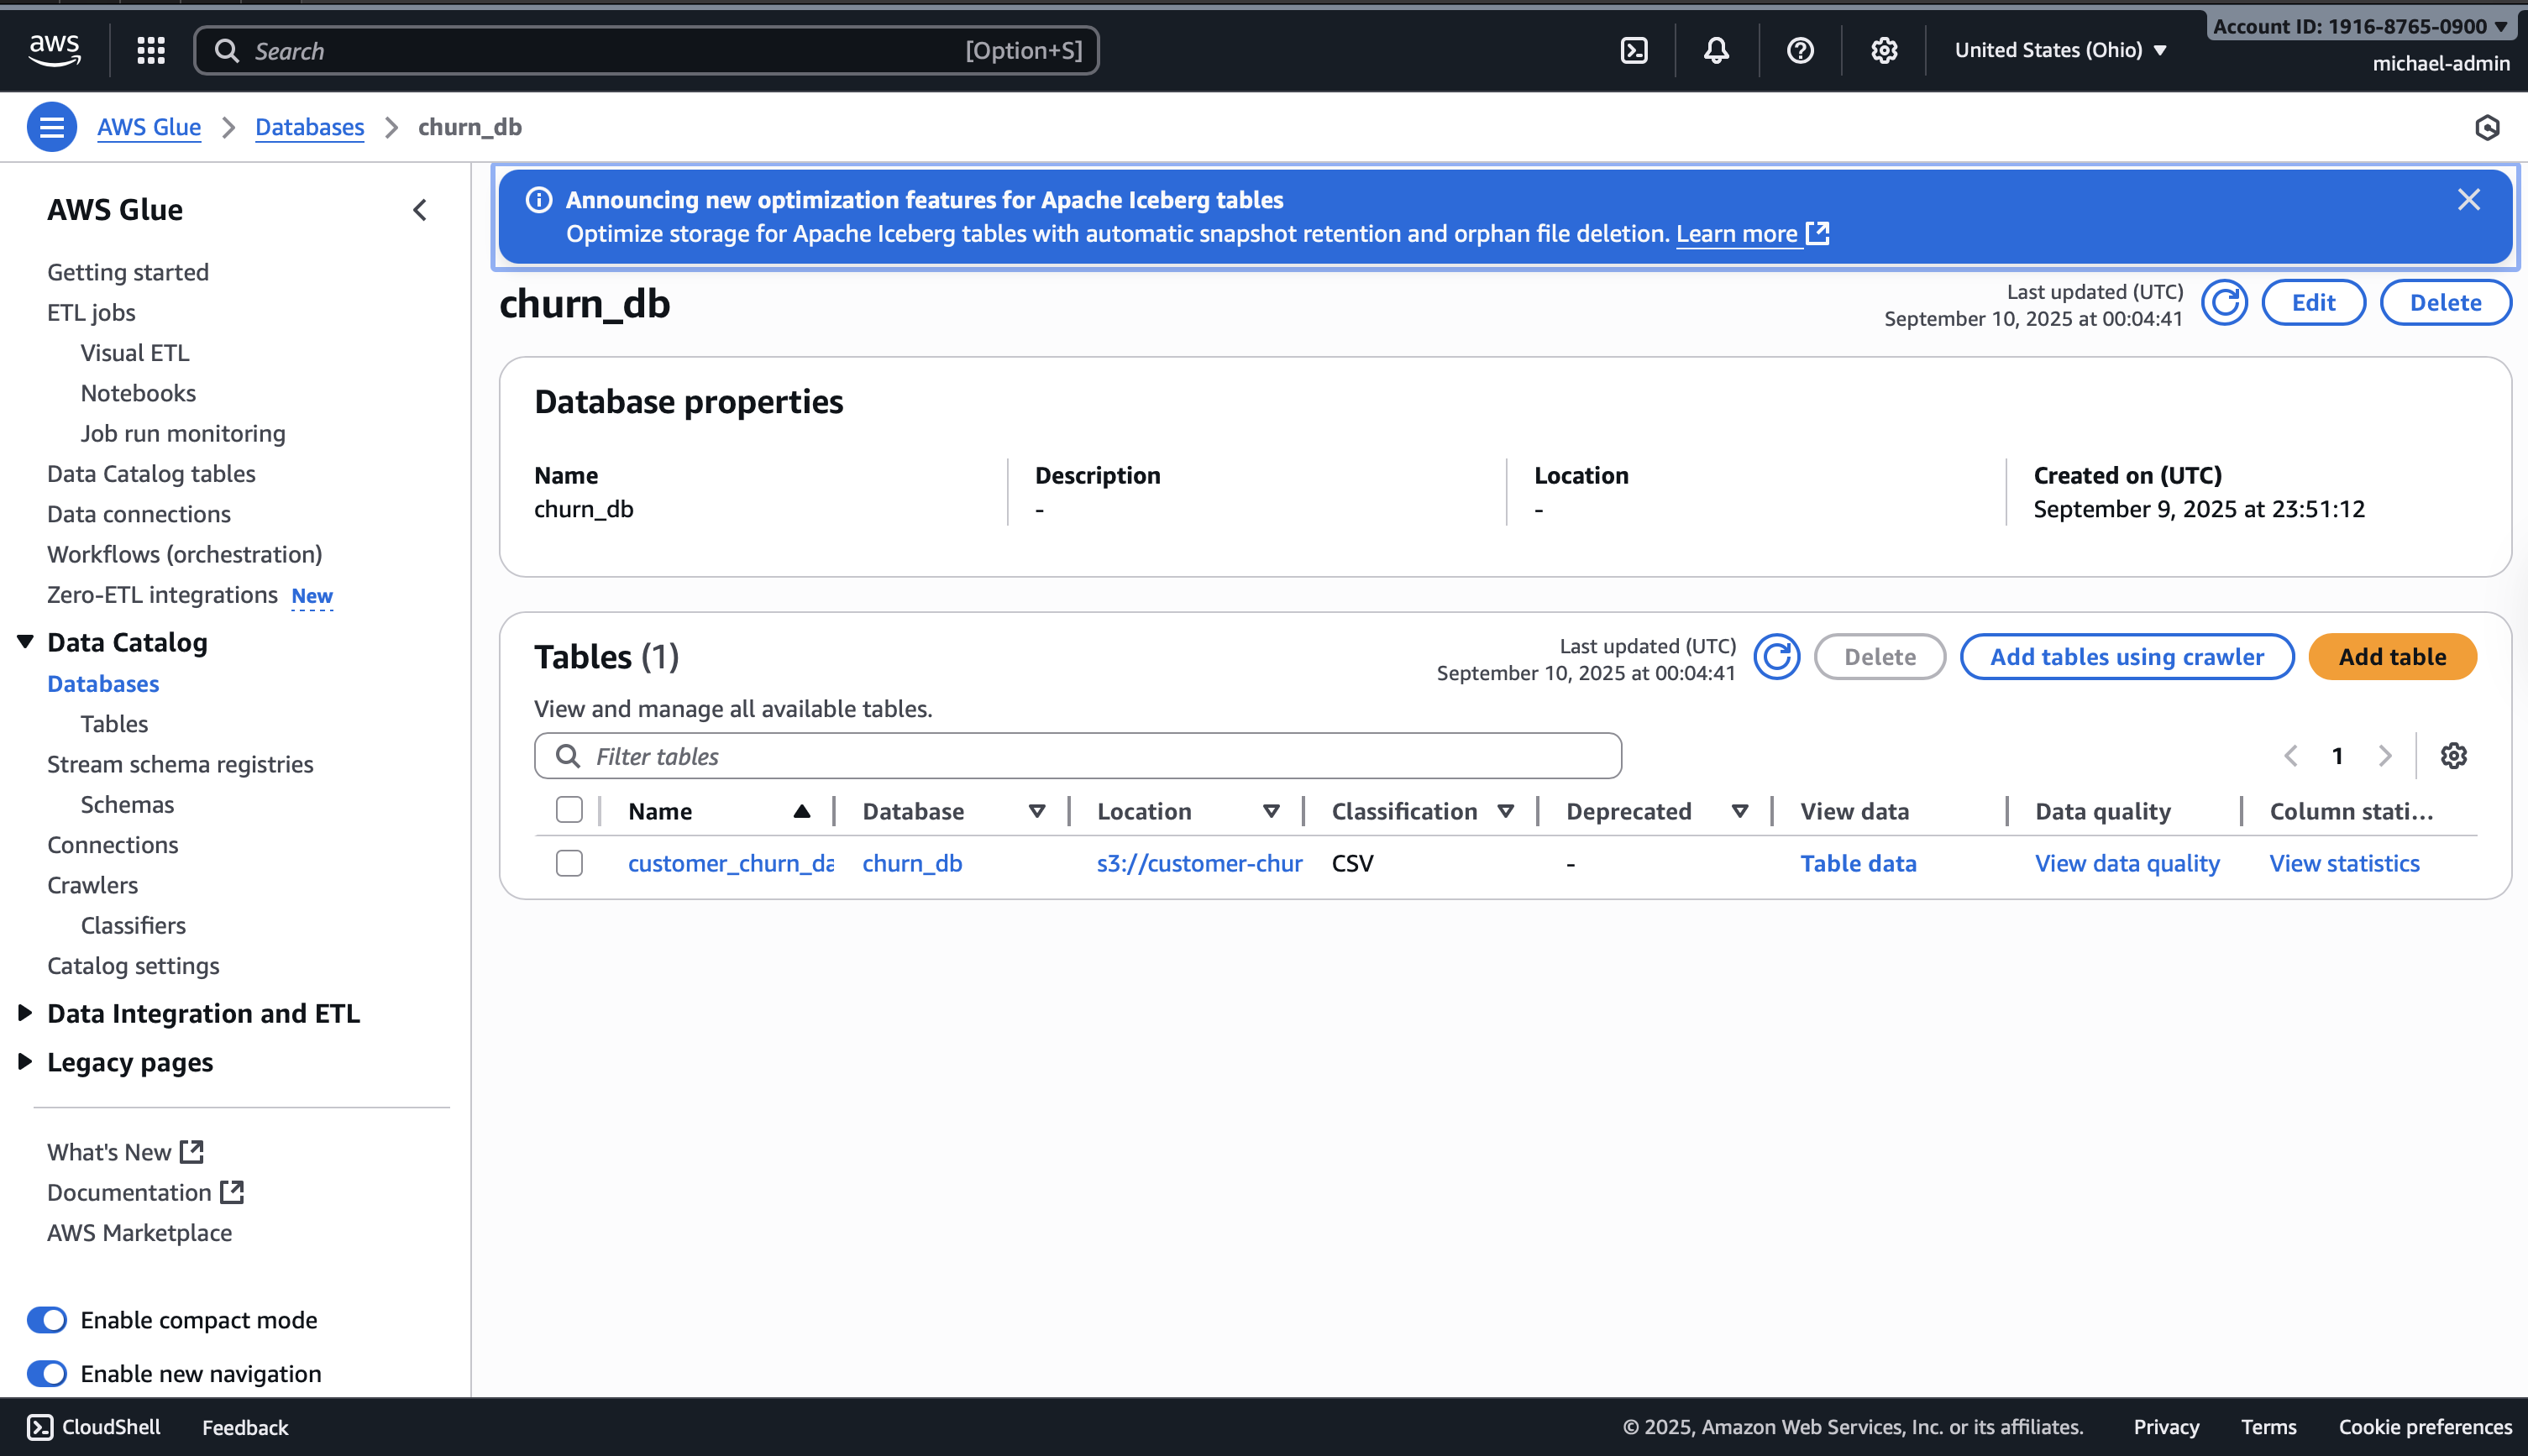 aws
Search [Option+S]
United States (Ohio)
Account ID: 1916-8765-0900
michael-admin
AWS Glue Databases churn_db
AWS Glue
Getting started
ETL jobs
Visual ETL
Notebooks
Job run monitoring
Data Catalog tables
Data connections
Workflows (orchestration)
Zero-ETL integrations New
Data Catalog
Databases
Tables
Stream schema registries
Schemas
Connections
Crawlers
Classifiers
Catalog settings
Data Integration and ETL
Legacy pages
What's New
Documentation
AWS Marketplace
Enable compact mode
Enable new navigation
Announcing new optimization features for Apache Iceberg tables
Optimize storage for Apache Iceberg tables with automatic snapshot retention and orphan file deletion. Learn more
churn_db
Last updated (UTC)
September 10, 2025 at 00:04:41
Edit Delete
Database properties
Name Description Location Created on (UTC)
churn_db - - September 9, 2025 at 23:51:12
Tables (1)
Last updated (UTC)
September 10, 2025 at 00:04:41
Delete Add tables using crawler Add table
View and manage all available tables.
Filter tables
1
Name Database Location Classification Deprecated View data Data quality Column stati...
customer_churn_da churn_db s3://customer-chur CSV - Table data View data quality View statistics
CloudShell Feedback
© 2025, Amazon Web Services, Inc. or its affiliates. Privacy Terms Cookie preferences